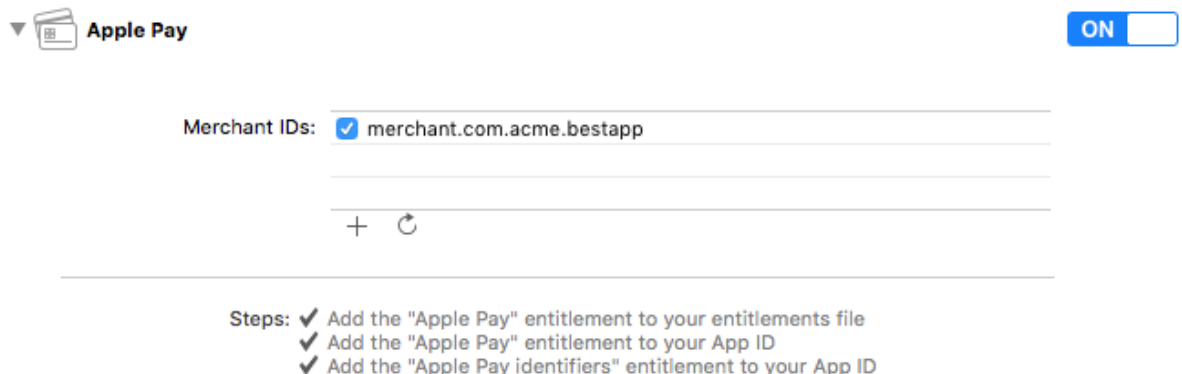 Apple Pay
ON
Merchant IDs: merchant.com.acme.bestapp
Steps: ✔ Add the "Apple Pay" entitlement to your entitlements file
✔ Add the "Apple Pay" entitlement to your App ID
✔ Add the "Apple Pay identifiers" entitlement to your App ID